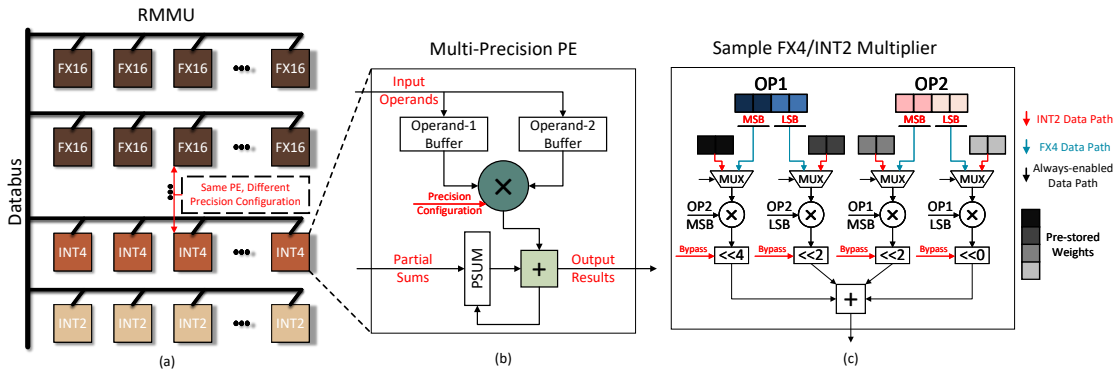 RMMU
Databus
FX16 FX16 FX16 FX16
FX16 FX16 FX16 FX16
Same PE, Different
Precision Configuration
INT4 INT4 INT4 INT4
INT2 INT2 INT2 INT2
(a)
Multi-Precision PE
Input
Operands
Operand-1
Buffer
Operand-2
Buffer
Precision
Configuration
×
Partial
Sums
PSUM
+
Output
Results
(b)
Sample FX4/INT2 Multiplier
OP1
OP2
MSB LSB
MSB LSB
MUX MUX MUX MUX
OP2
MSB
OP2
LSB
OP1
MSB
OP1
LSB
× × × ×
Bypass Bypass Bypass Bypass
<<4 <<2 <<2 <<0
+
(c)
INT2 Data Path
FX4 Data Path
Always-enabled
Data Path
Pre-stored
Weights